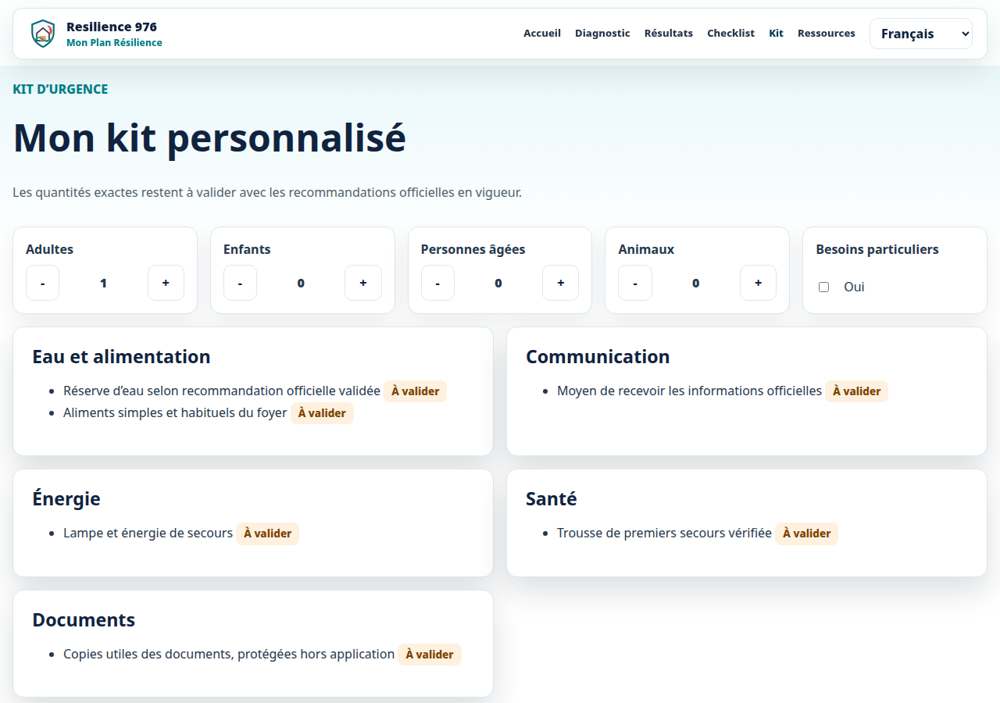 Resilience 976
Mon Plan Résilience
Accueil Diagnostic Résultats Checklist Kit Ressources Français
KIT D’URGENCE
Mon kit personnalisé
Les quantités exactes restent à valider avec les recommandations officielles en vigueur.
Adultes
- 1 +
Enfants
- 0 +
Personnes âgées
- 0 +
Animaux
- 0 +
Besoins particuliers
Oui
Eau et alimentation
Réserve d’eau selon recommandation officielle validée À valider
Aliments simples et habituels du foyer À valider
Communication
Moyen de recevoir les informations officielles À valider
Énergie
Lampe et énergie de secours À valider
Santé
Trousse de premiers secours vérifiée À valider
Documents
Copies utiles des documents, protégées hors application À valider